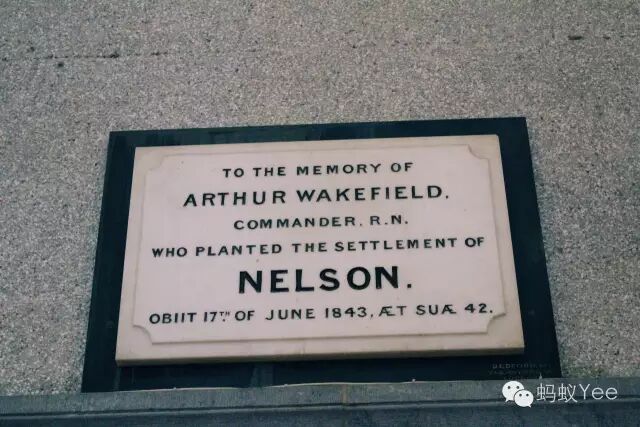 TO THE MEMORY OF
ARTHUR WAKEFIELD.
COMMANDER, R.N.
WHO PLANTED THE SETTLEMENT OF
NELSON.
OBIIT 17TH. OF JUNE 1843, ÆT SUÆ 42.
蚂蚁Yee